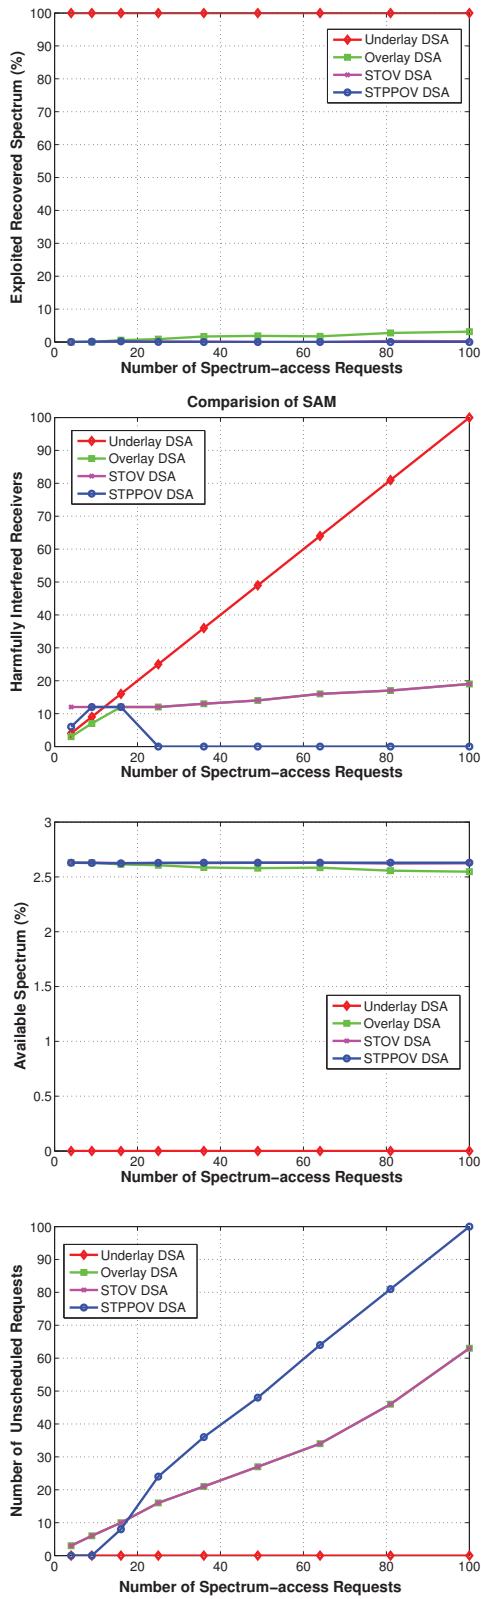 100
90
80
70
60
50
40
30
20
10
0
Exploited Recovered Spectrum (%)
Underlay DSA
Overlay DSA
STOV DSA
STPPOV DSA
0 20 40 60 80 100
Number of Spectrum-access Requests
Comparision of SAM
100
90
80
70
60
50
40
30
20
10
0
Harmfully Interfered Receivers
Underlay DSA
Overlay DSA
STOV DSA
STPPOV DSA
0 20 40 60 80 100
Number of Spectrum-access Requests
3
2.5
2
1.5
1
0.5
0
Available Spectrum (%)
Underlay DSA
Overlay DSA
STOV DSA
STPPOV DSA
0 20 40 60 80 100
Number of Spectrum-access Requests
100
90
80
70
60
50
40
30
20
10
0
Number of Unscheduled Requests
Underlay DSA
Overlay DSA
STOV DSA
STPPOV DSA
0 20 40 60 80 100
Number of Spectrum-access Requests